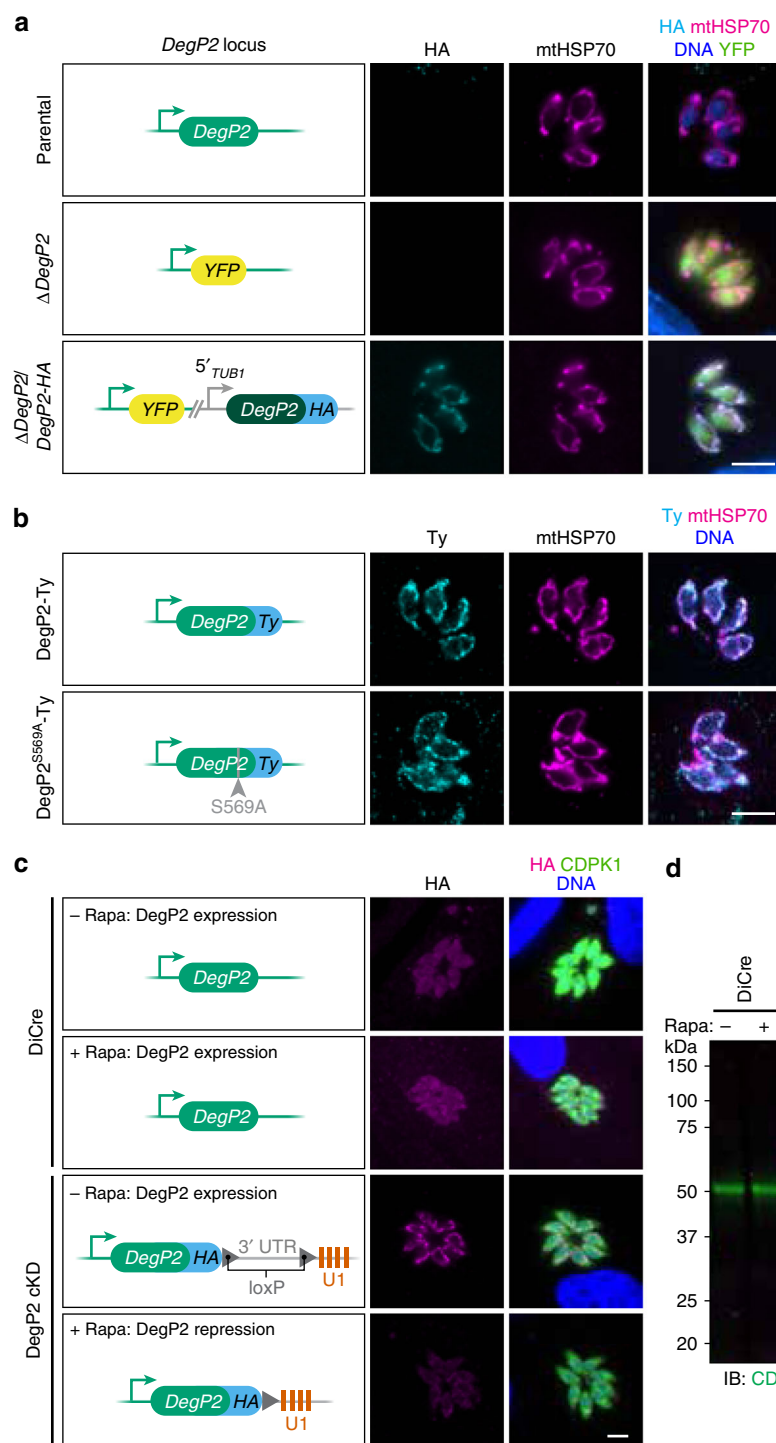 a
DegP2 locus
HA
mtHSP70
HA mtHSP70
DNA YFP
Parental
DegP2
ΔDegP2
YFP
ΔDegP2/
DegP2-HA
5′ TUB1
YFP
DegP2 HA
b
Ty
mtHSP70
Ty mtHSP70
DNA
DegP2-Ty
DegP2 Ty
DegP2S569A-Ty
DegP2 Ty
S569A
c
HA
HA CDPK1
DNA
DiCre
– Rapa: DegP2 expression
DegP2
+ Rapa: DegP2 expression
DegP2
DegP2 cKD
– Rapa: DegP2 expression
DegP2 HA
3′ UTR
loxP
U1
+ Rapa: DegP2 repression
DegP2 HA
U1
d
DiCre
Rapa: – +
kDa
150
100
75
50
37
25
20
IB: CD